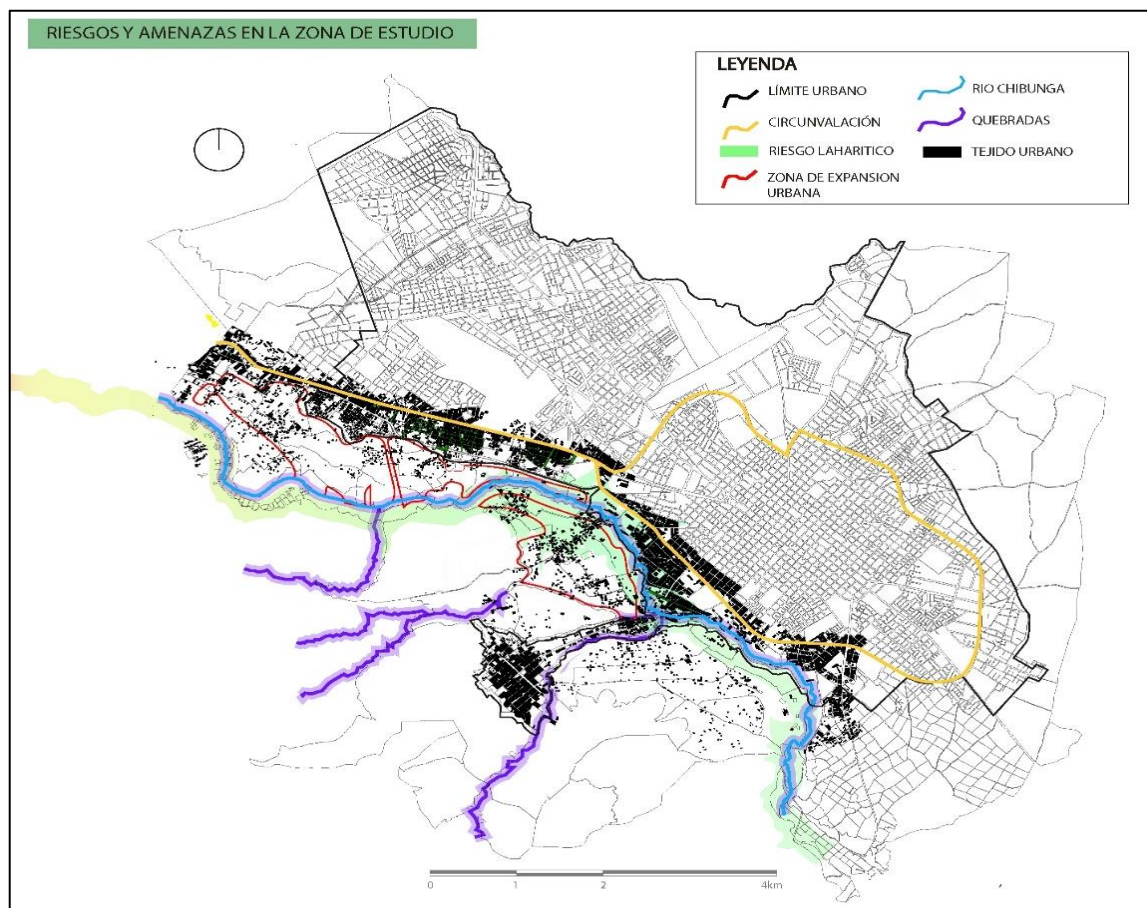 RIESGOS Y AMENAZAS EN LA ZONA DE ESTUDIO
LEYENDA
LÍMITE URBANO
CIRCUNVALACIÓN
RIESGO LAHARITICO
ZONA DE EXPANSION
URBANA
RIO CHIBUNGA
QUEBRADAS
TEJIDO URBANO
0 1 2 4km